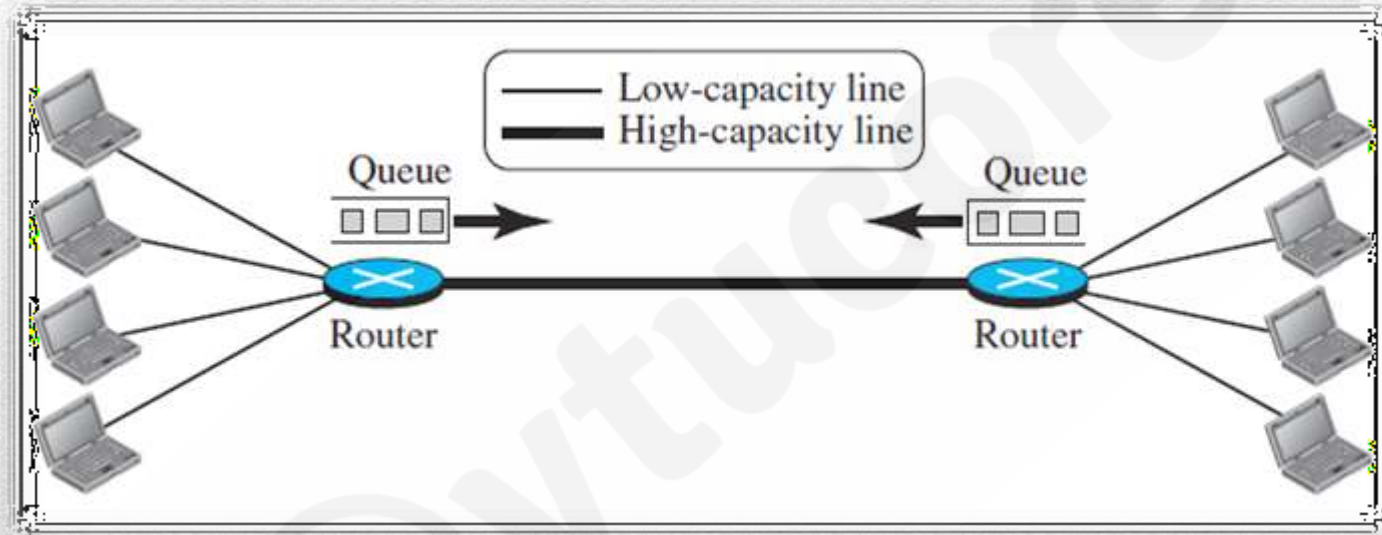 Low-capacity line
High-capacity line
Queue
Queue
Router
Router